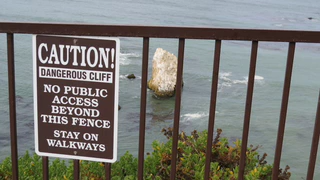 CAUTION!
DANGEROUS CLIFF
NO PUBLIC
ACCESS
BEYOND
THIS FENCE
STAY ON
WALKWAYS